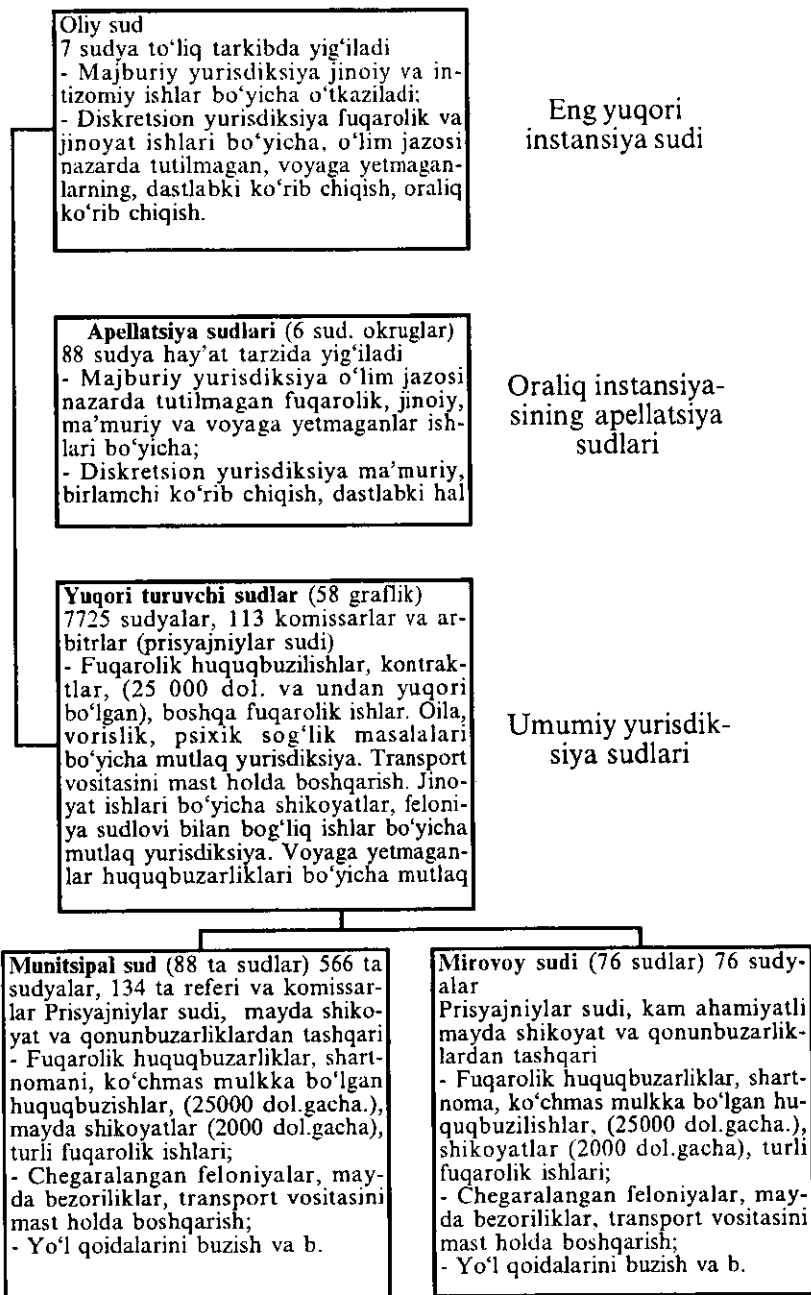 Oliy sud
7 sudya to‘liq tarkibda yig‘iladi
- Majburiy yurisdiksiya jinoiy va in-
tizomiy ishlar bo‘yicha o‘tkaziladi;
- Diskretsion yurisdiksiya fuqarolik va
jinoyat ishlari bo‘yicha, o‘lim jazosi
nazarda tutilmagan, voyaga yetmagan-
larning, dastlabki ko‘rib chiqish, oraliq
ko‘rib chiqish.
Eng yuqori
instansiya sudi
Apellatsiya sudlari (6 sud. okruglar)
88 sudya hay’at tarzida yig‘iladi
- Majburiy yurisdiksiya o‘lim jazosi
nazarda tutilmagan fuqarolik, jinoiy,
ma’muriy va voyaga yetmaganlar ish-
lari bo‘yicha;
- Diskretsion yurisdiksiya ma’muriy,
birlamchi ko‘rib chiqish, dastlabki hal
Oraliq instansiya-
sining apellatsiya
sudlari
Yuqori turuvchi sudlar (58 graflik)
7725 sudyalar, 113 komissarlar va ar-
bitrlar (prisyajniylar sudi)
- Fuqarolik huquqbuzilishlar, kontrak-
tlar, (25 000 dol. va undan yuqori
bo‘lgan), boshqa fuqarolik ishlar. Oila,
vorislik, psixik sog‘lik masalalari
bo‘yicha mutlaq yurisdiksiya. Transport
vositasini mast holda boshqarish. Jino-
yat ishlari bo‘yicha shikoyatlar, feloni-
ya sudlovi bilan bog‘liq ishlar bo‘yicha
mutlaq yurisdiksiya. Voyaga yetmagan-
lar huquqbuzarliklari bo‘yicha mutlaq
Umumiy yurisdik-
siya sudlari
Munitsipal sud (88 ta sudlar) 566 ta
sudyalar, 134 ta referi va komissar-
lar Prisyajniylar sudi, mayda shiko-
yat va qonunbuzarliklardan tashqari
- Fuqarolik huquqbuzarliklar, shart-
nomani, ko‘chmas mulkka bo‘lgan
huquqbuzishlar, (25000 dol.gacha.),
mayda shikoyatlar (2000 dol.gacha),
turli fuqarolik ishlari;
- Chegaralangan feloniyalar, may-
da bezoriliklar, transport vositasini
mast holda boshqarish;
- Yo‘l qoidalarini buzish va b.
Mirovoy sudi (76 sudlar) 76 sudy-
alar
Prisyajniylar sudi, kam ahamiyatli
mayda shikoyat va qonunbuzarlik-
lardan tashqari
- Fuqarolik huquqbuzarliklar, shart-
noma, ko‘chmas mulkka bo‘lgan hu-
quqbuzilishlar, (25000 dol.gacha.),
shikoyatlar (2000 dol.gacha), turli
fuqarolik ishlari;
- Chegaralangan feloniyalar, may-
da bezoriliklar, transport vositasini
mast holda boshqarish;
- Yo‘l qoidalarini buzish va b.